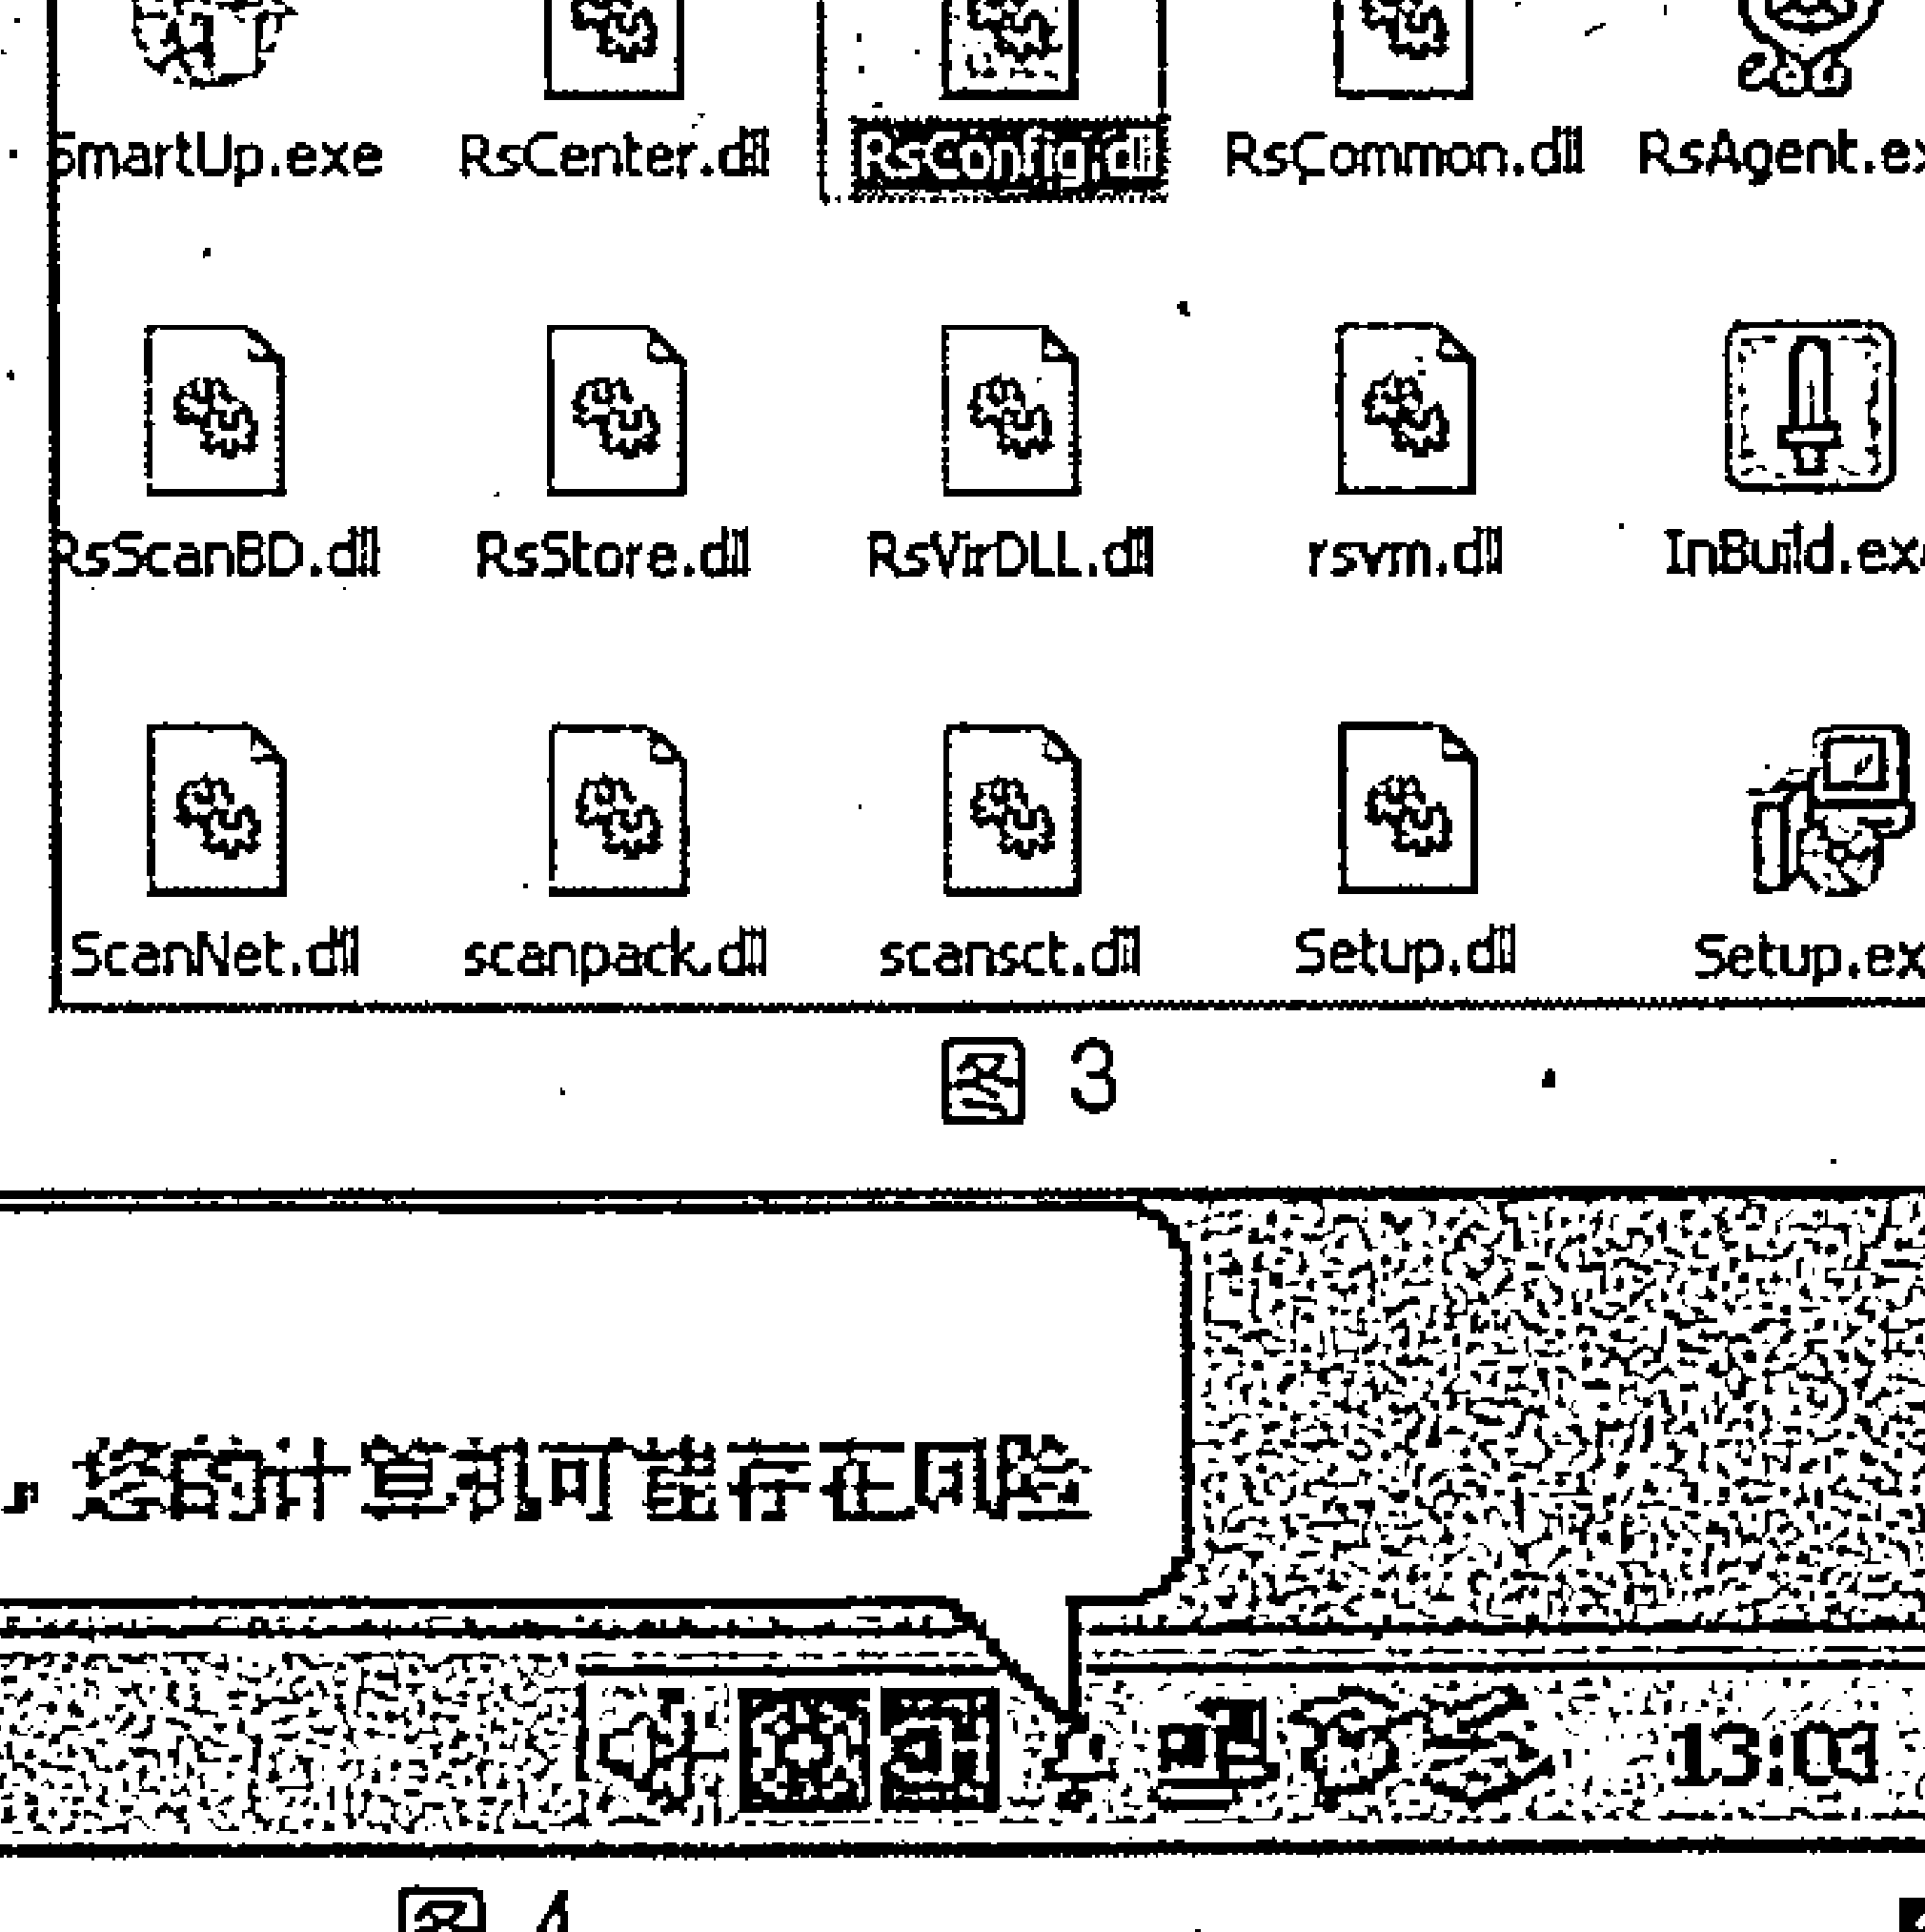 SmartUp.exe RsCenter.dll RsConfig.dll RsCommon.dll RsAgent.ex
RsScanBD.dll RsStore.dll RsVirDLL.dll rsvm.dll InBuild.exe
ScanNet.dll scanpack.dll scansct.dll Setup.dll Setup.ex
图 3
，您的计算机可能存在风险
13:03
图 4